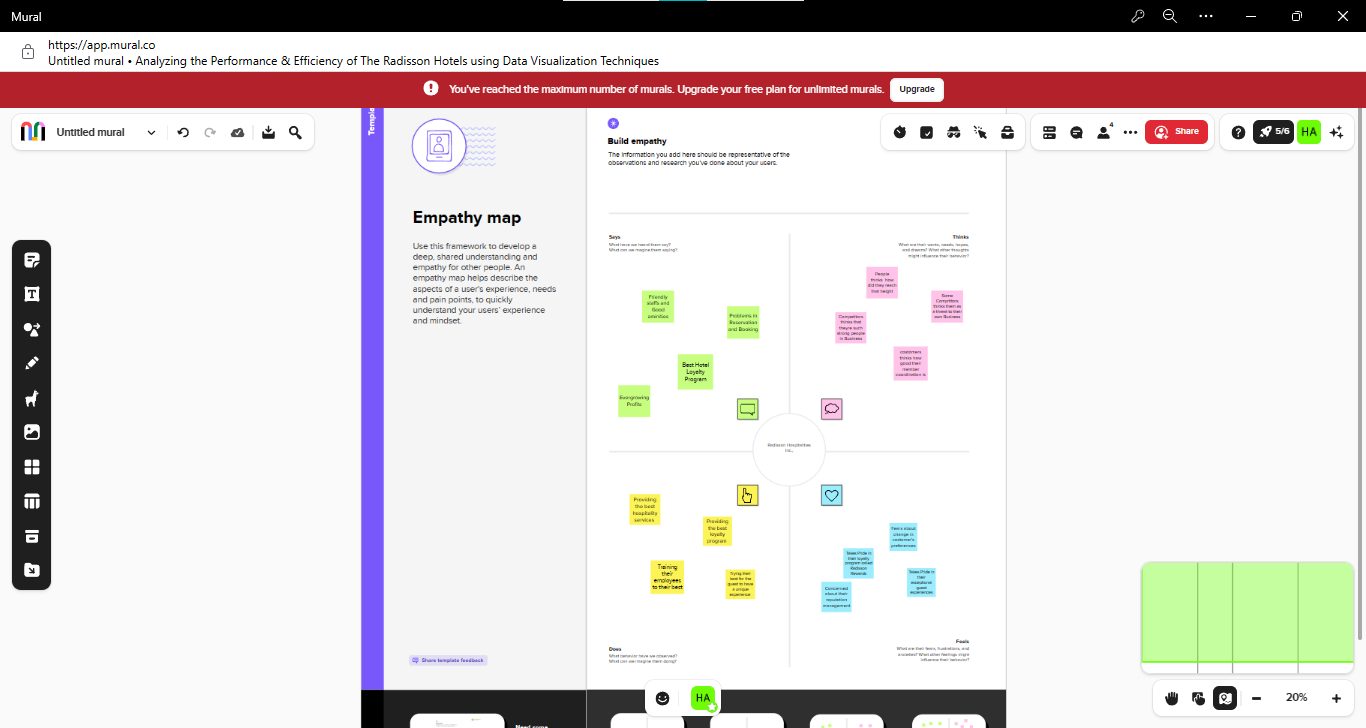 Mural
https://app.mural.co
Untitled mural • Analyzing the Performance & Efficiency of The Radisson Hotels using Data Visualization Techniques
You've reached the maximum number of murals. Upgrade your free plan for unlimited murals.
Upgrade
Untitled mural
4
Share
5/6
HA
Templa
Empathy map
Use this framework to develop a
deep, shared understanding and
empathy for other people. An
empathy map helps describe the
aspects of a user's experience, needs
and pain points, to quickly
understand your users' experience
and mindset.
Share template feedback
Build empathy
The information you add here should be representative of the
observations and research you've done about your users.
Says
What have we heard them say?
What can we imagine them saying?
Thinks
What are their wants, needs, hopes,
and dreams? What other thoughts
might influence their behavior?
Friendly
staffs and
Good
amenities
Problems in
Reservation
and Booking
Best Hotel
Loyalty
Program
Evergrowing
Profits
People
thinks, how
did they reach
that height
Some
Competitors
thinks them as
a threat to their
own Business
Competitors
thinks that
theyre such
strong people
in Business
customers
thinks how
good their
member
coordination is
Radisson Hospitalities
Inc.,
Providing
the best
hospitality
services
Providing
the best
loyalty
program
Training
their
employees
to their best
Trying their
best for the
guest to have
a unique
experience
Fears about
change in
customer's
preferences
Takes Pride in
their loyalty
program called
Radisson
Rewards
Takes Pride in
their
exceptional
guest
experiences
Concerned
about their
reputation
management
Does
What behavior have we observed?
What can we imagine them doing?
Feels
What are their fears, frustrations, and
anxieties? What other feelings might
influence their behavior?
HA
Need some
20%